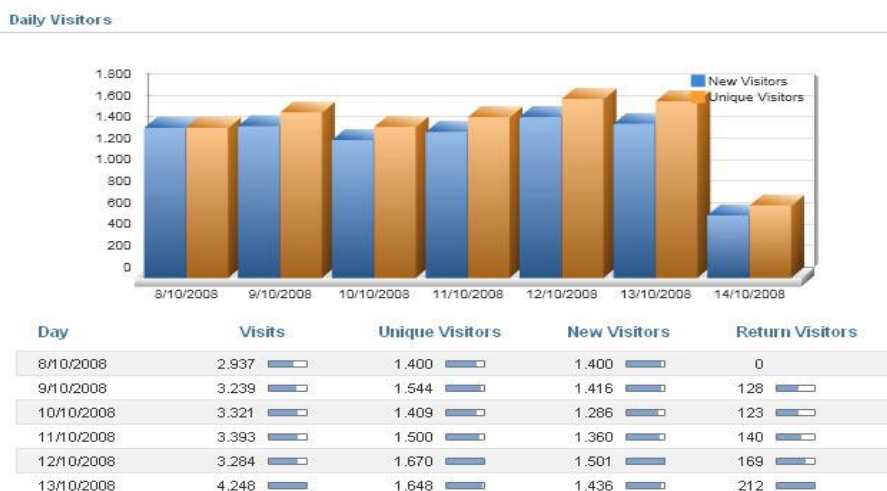 Daily Visitors
1.800
1.600
1.400
1.200
1.000
800
600
400
200
0
New Visitors
Unique Visitors
8/10/2008 9/10/2008 10/10/2008 11/10/2008 12/10/2008 13/10/2008 14/10/2008
Day Visits Unique Visitors New Visitors Return Visitors
8/10/2008 2.937 1.400 1.400 0
9/10/2008 3.239 1.544 1.416 128
10/10/2008 3.321 1.409 1.286 123
11/10/2008 3.393 1.500 1.360 140
12/10/2008 3.284 1.670 1.501 169
13/10/2008 4.248 1.648 1.436 212